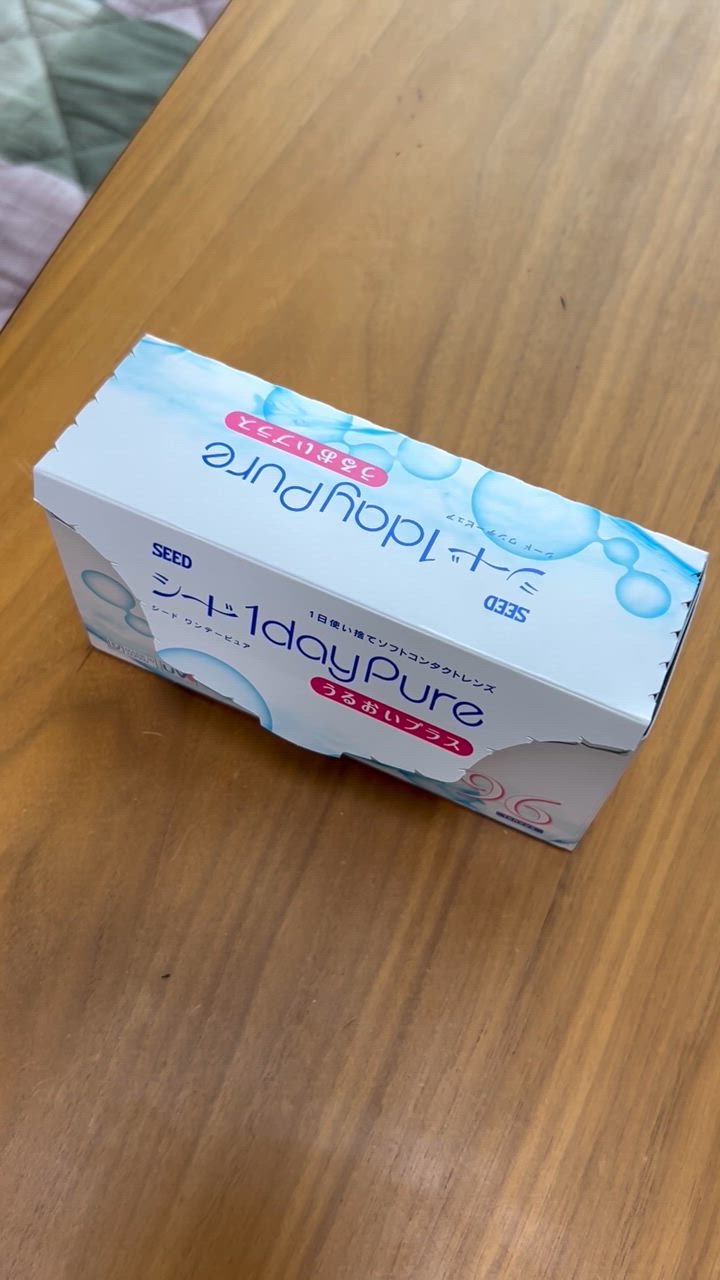 SEED
シード 1dayPure
シード ワンデーピュア
うるおいプラス
SEED
1日使い捨てソフトコンタクトレンズ
シード 1dayPure
シード ワンデーピュア
うるおいプラス
UV
96